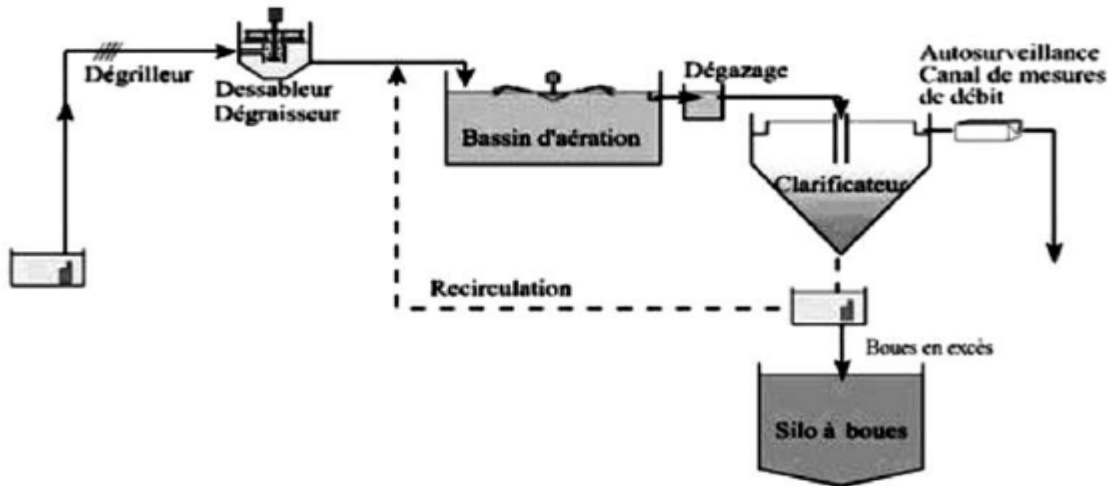 Dégrilleur
Dessableur
Dégraisseur
Bassin d'aération
Dégazage
Autosurveillance
Canal de mesures
de débit
Clarificateur
Recirculation
Boues en excès
Silo à boues